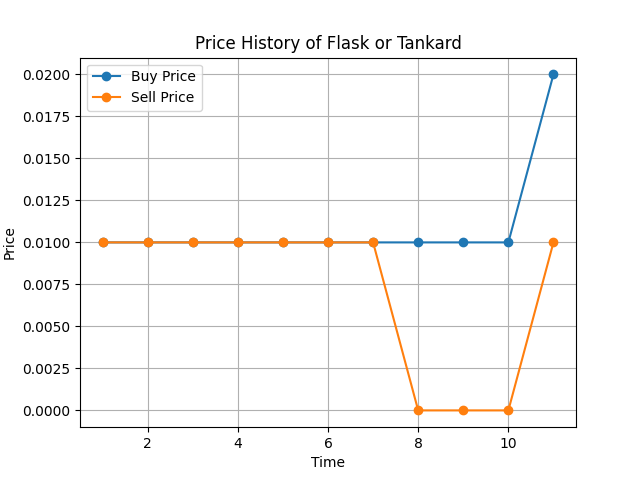 Price History of Flask or Tankard
Buy Price
Sell Price
0.0200
0.0175
0.0150
0.0125
0.0100
0.0075
0.0050
0.0025
0.0000
Price
2 4 6 8 10
Time